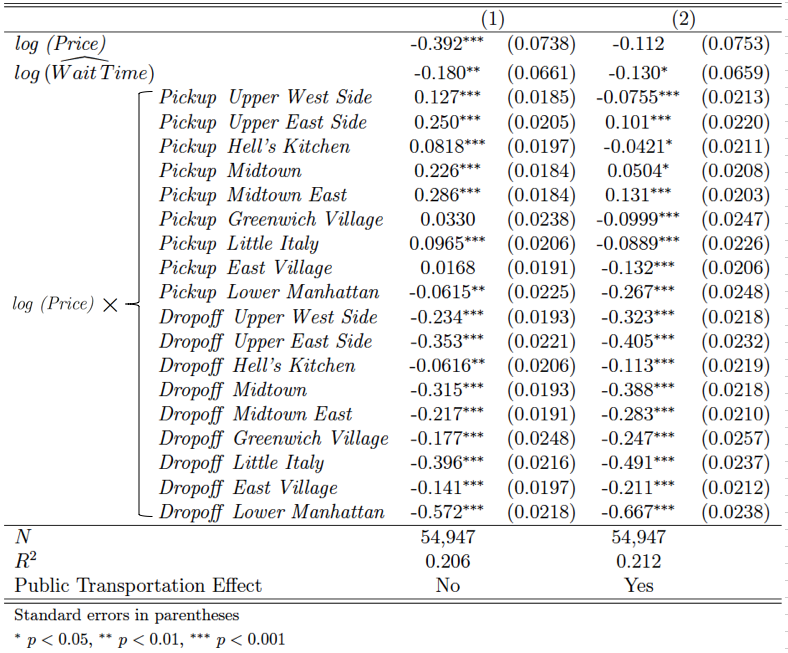 (1) (2)
log (Price) -0.392*** (0.0738) -0.112 (0.0753)
log (Wait Time) -0.180** (0.0661) -0.130* (0.0659)
Pickup Upper West Side 0.127*** (0.0185) -0.0755*** (0.0213)
Pickup Upper East Side 0.250*** (0.0205) 0.101*** (0.0220)
Pickup Hell's Kitchen 0.0818*** (0.0197) -0.0421* (0.0211)
Pickup Midtown 0.226*** (0.0184) 0.0504* (0.0208)
Pickup Midtown East 0.286*** (0.0184) 0.131*** (0.0203)
Pickup Greenwich Village 0.0330 (0.0238) -0.0999*** (0.0247)
Pickup Little Italy 0.0965*** (0.0206) -0.0889*** (0.0226)
Pickup East Village 0.0168 (0.0191) -0.132*** (0.0206)
Pickup Lower Manhattan -0.0615** (0.0225) -0.267*** (0.0248)
log (Price) ×
Dropoff Upper West Side -0.234*** (0.0193) -0.323*** (0.0218)
Dropoff Upper East Side -0.353*** (0.0221) -0.405*** (0.0232)
Dropoff Hell's Kitchen -0.0616** (0.0206) -0.113*** (0.0219)
Dropoff Midtown -0.315*** (0.0193) -0.388*** (0.0218)
Dropoff Midtown East -0.217*** (0.0191) -0.283*** (0.0210)
Dropoff Greenwich Village -0.177*** (0.0248) -0.247*** (0.0257)
Dropoff Little Italy -0.396*** (0.0216) -0.491*** (0.0237)
Dropoff East Village -0.141*** (0.0197) -0.211*** (0.0212)
Dropoff Lower Manhattan -0.572*** (0.0218) -0.667*** (0.0238)
N 54,947 54,947
R² 0.206 0.212
Public Transportation Effect No Yes
Standard errors in parentheses
* p < 0.05, ** p < 0.01, *** p < 0.001